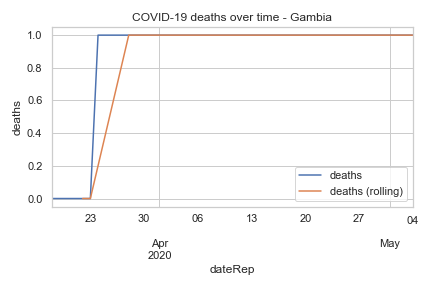 COVID-19 deaths over time - Gambia
1.0
0.8
0.6
0.4
0.2
0.0
deaths
deaths
deaths (rolling)
23 30 06 13 20 27 04
Apr May
2020
dateRep